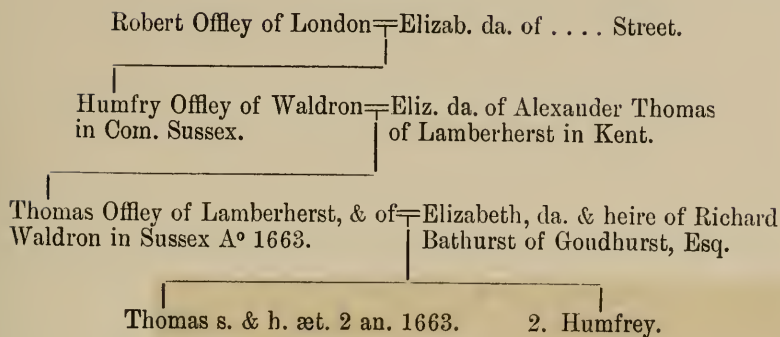 Robert Offley of London╤Elizab. da. of .... Street.
Humfry Offley of Waldron╤Eliz. da. of Alexander Thomas
in Com. Sussex. of Lamberherst in Kent.
Thomas Offley of Lamberherst, & of╤Elizabeth, da. & heire of Richard
Waldron in Sussex Aº 1663. Bathurst of Goudhurst, Esq.
Thomas s. & h. æt. 2 an. 1663. 2. Humfrey.